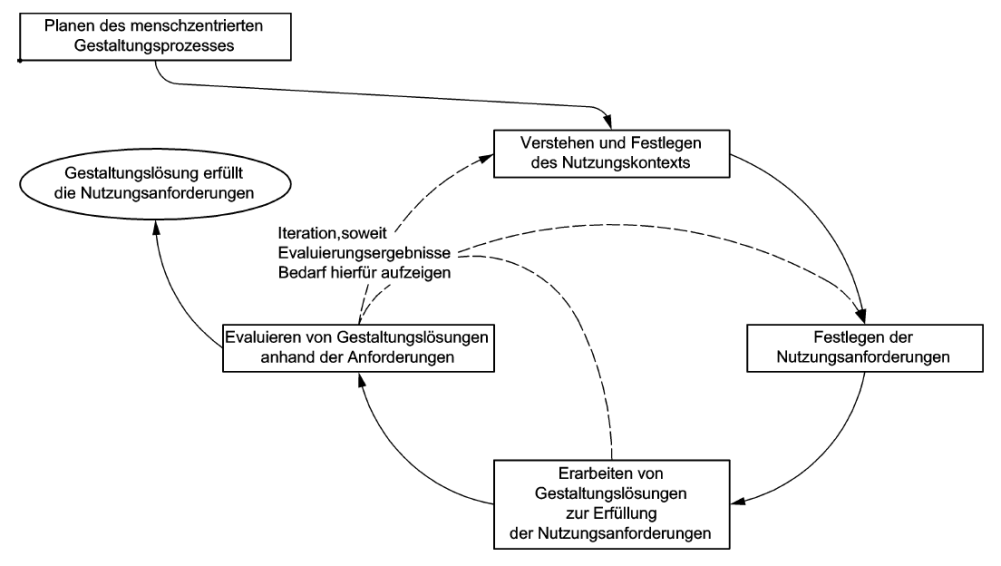 Planen des menschzentrierten
Gestaltungsprozesses
Verstehen und Festlegen
des Nutzungskontexts
Gestaltungslösung erfüllt
die Nutzungsanforderungen
Iteration,soweit
Evaluierungsergebnisse
Bedarf hierfür aufzeigen
Evaluieren von Gestaltungslösungen
anhand der Anforderungen
Festlegen der
Nutzungsanforderungen
Erarbeiten von
Gestaltungslösungen
zur Erfüllung
der Nutzungsanforderungen